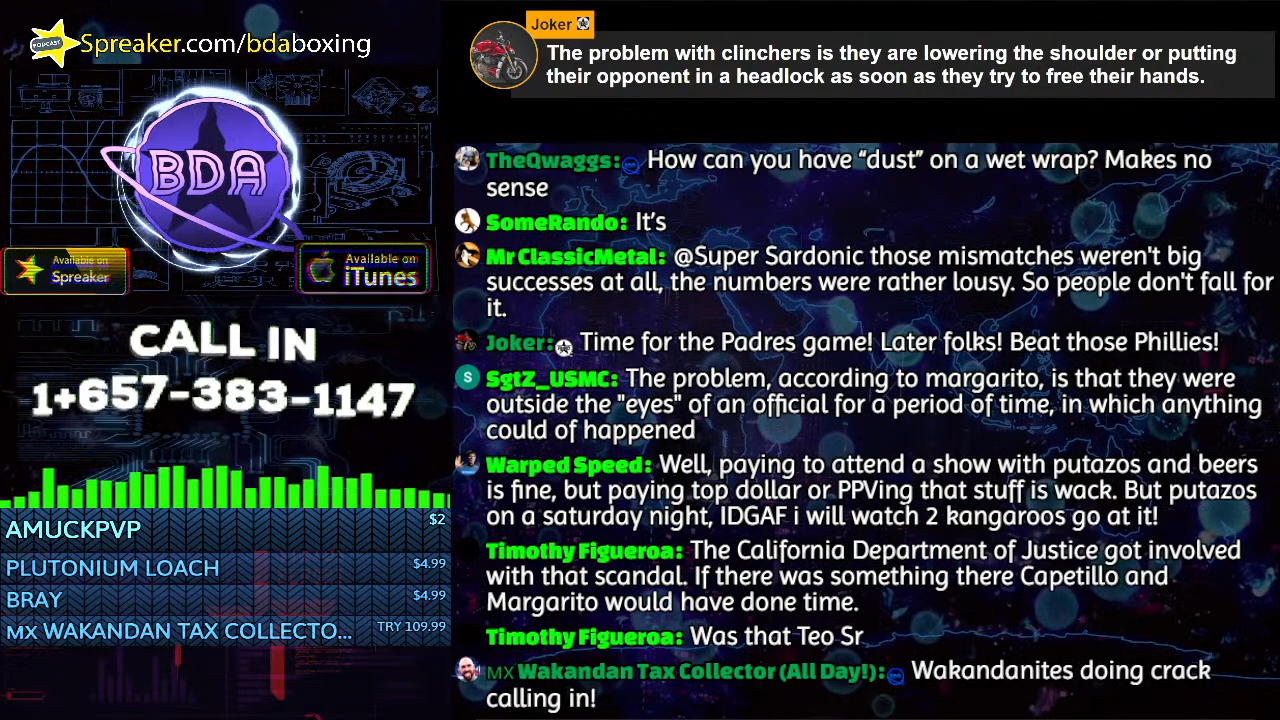 PODCAST
Spreaker.com/bdaboxing
BDA
Available on
Spreaker
Available on
iTunes
CALL IN
1+657-383-1147
AMUCKPVP $2
PLUTONIUM LOACH $4.99
BRAY $4.99
MX WAKANDAN TAX COLLECTO... TRY 109.99
Joker
The problem with clinchers is they are lowering the shoulder or putting
their opponent in a headlock as soon as they try to free their hands.
TheQwaggs: How can you have “dust” on a wet wrap? Makes no
sense
SomeRando: It’s
Mr ClassicMetal: @Super Sardonic those mismatches weren't big
successes at all, the numbers were rather lousy. So people don't fall for
it.
Joker: Time for the Padres game! Later folks! Beat those Phillies!
S SgtZ_USMC: The problem, according to margarito, is that they were
outside the "eyes" of an official for a period of time, in which anything
could of happened
Warped Speed: Well, paying to attend a show with putazos and beers
is fine, but paying top dollar or PPVing that stuff is wack. But putazos
on a saturday night, IDGAF i will watch 2 kangaroos go at it!
Timothy Figueroa: The California Department of Justice got involved
with that scandal. If there was something there Capetillo and
Margarito would have done time.
Timothy Figueroa: Was that Teo Sr
MX Wakandan Tax Collector (All Day!): Wakandanites doing crack
calling in!